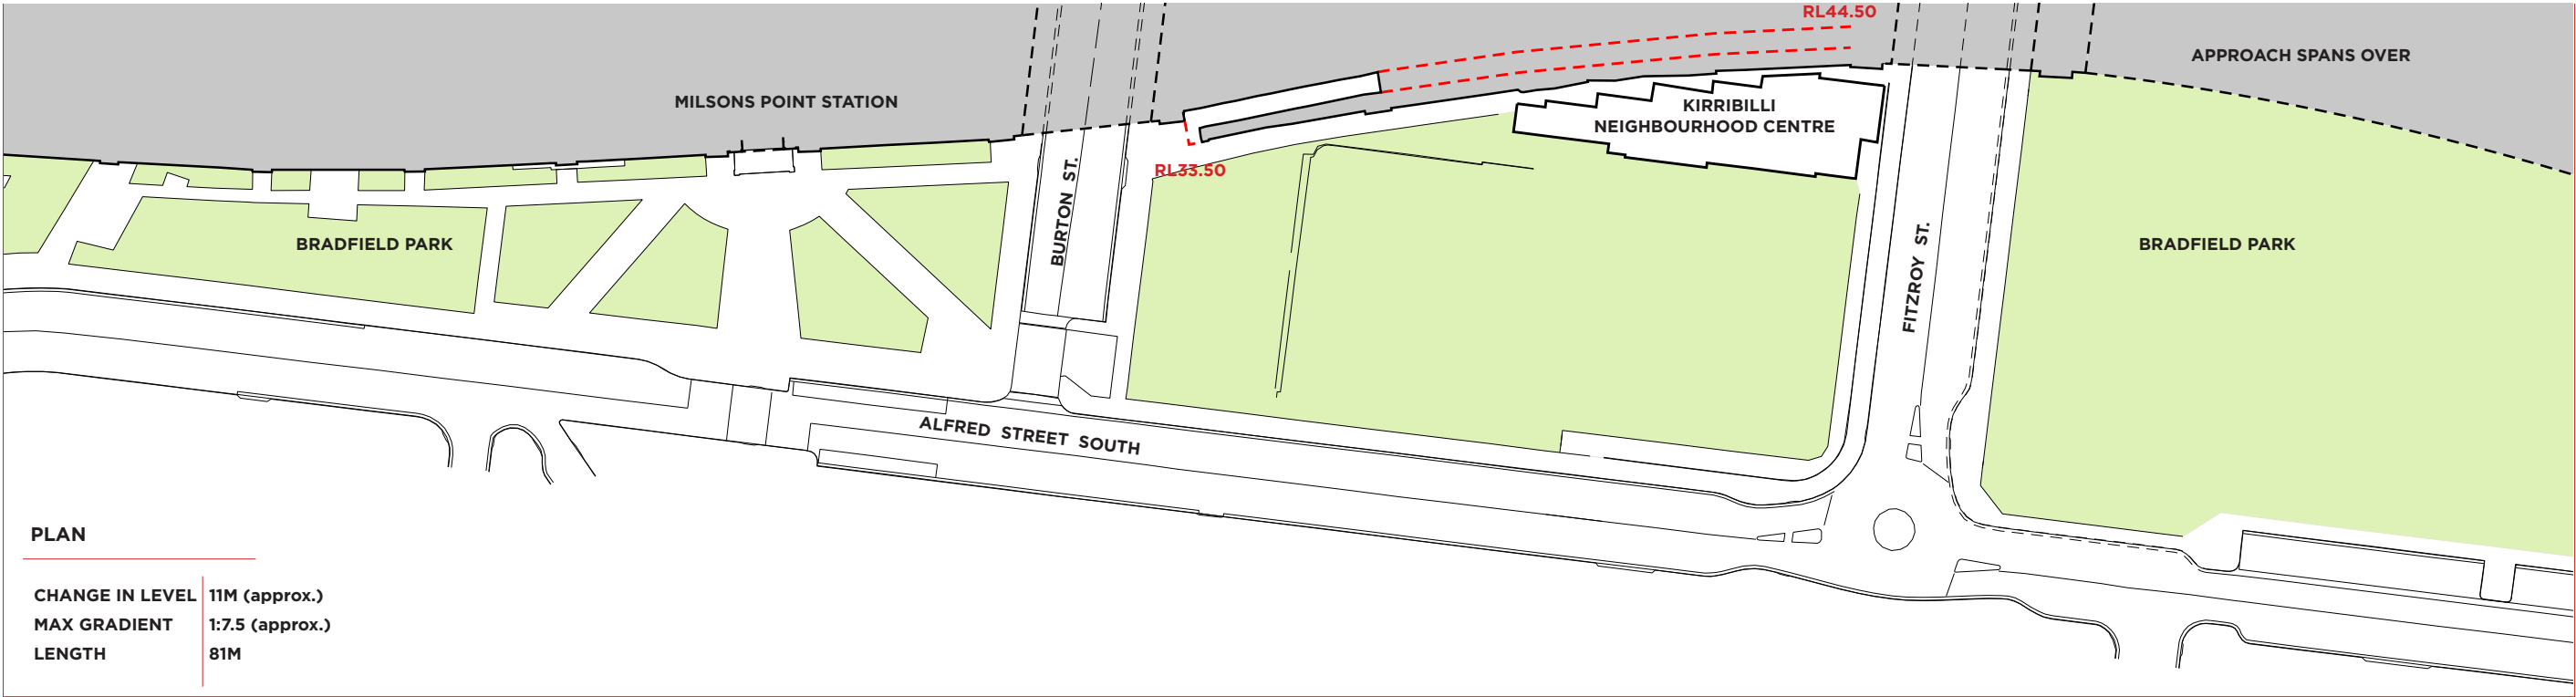 RL44.50
APPROACH SPANS OVER
MILSONS POINT STATION
KIRRIBILLI
NEIGHBOURHOOD CENTRE
RL33.50
BURTON ST.
BRADFIELD PARK
FITZROY ST.
BRADFIELD PARK
ALFRED STREET SOUTH
PLAN
CHANGE IN LEVEL 11M (approx.)
MAX GRADIENT 1:7.5 (approx.)
LENGTH 81M